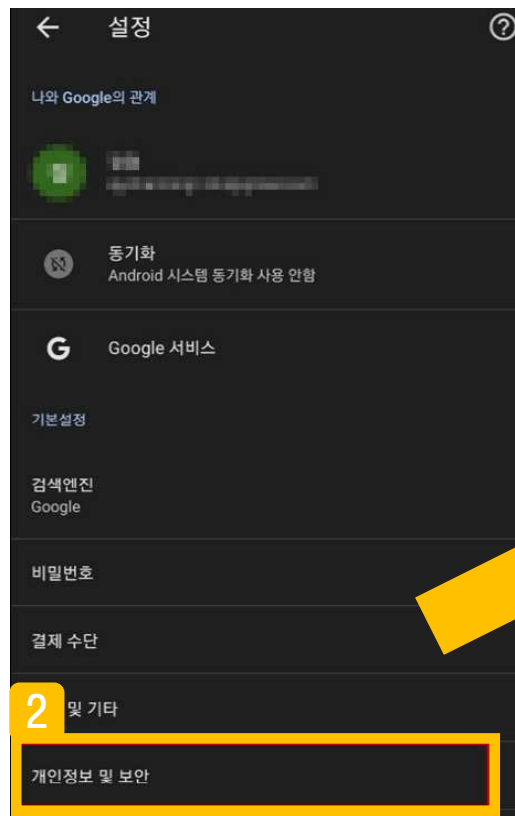 설정
나와 Google의 관계
동기화
Android 시스템 동기화 사용 안함
G Google 서비스
기본설정
검색엔진
Google
비밀번호
결제 수단
2 및 기타
개인정보 및 보안